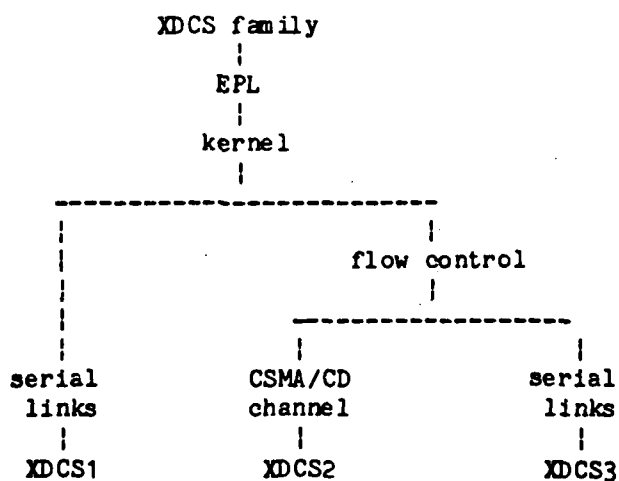 XDCS family
EPL
kernel
flow control
serial links
CSMA/CD channel
serial links
XDCS1
XDCS2
XDCS3